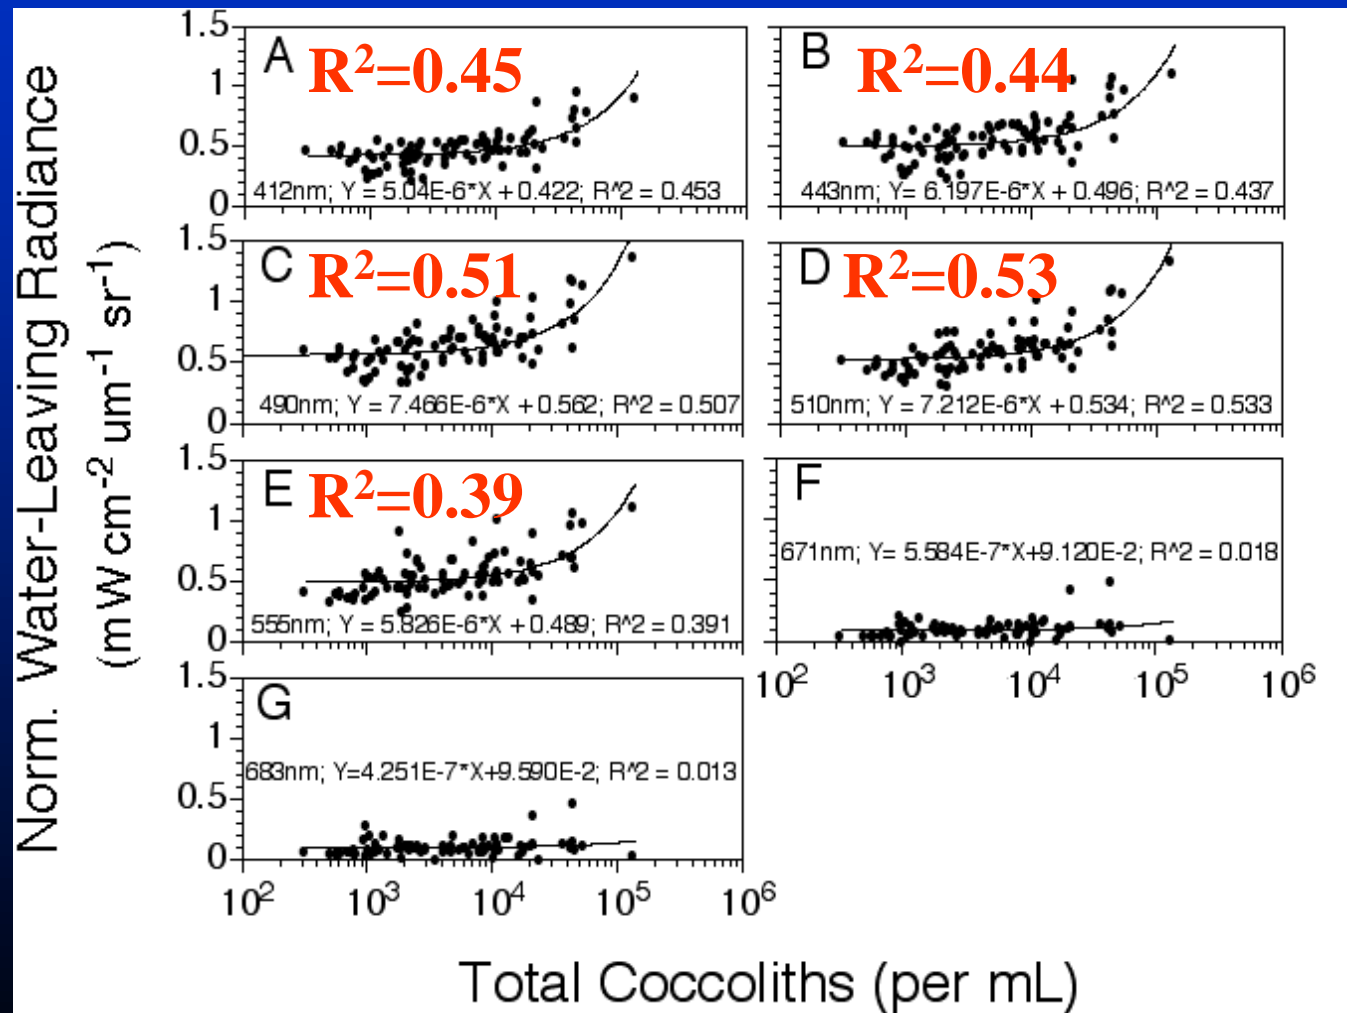 Norm. Water-Leaving Radiance
(mW cm-2 um-1 sr-1)
1.5
1
0.5
0
A
R2=0.45
412nm; Y = 5.04E-6*X + 0.422; R^2 = 0.453
B
R2=0.44
443nm; Y= 6.197E-6*X + 0.496, R^2 = 0.437
1.5
1
0.5
0
C
R2=0.51
490nm; Y = 7.466E-6*X + 0.562; R^2 = 0.507
D
R2=0.53
510nm; Y = 7.212E-6*X + 0.534; R^2 = 0.533
1.5
1
0.5
0
E
R2=0.39
555nm; Y = 5.826E-6*X + 0.489; R^2 = 0.391
F
671nm; Y= 5.584E-7*X+9.120E-2; R^2 = 0.018
102 103 104 105 106
1.5
1
0.5
0
G
683nm; Y=4.251E-7*X+9.590E-2; R^2 = 0.013
102 103 104 105 106
Total Coccoliths (per mL)